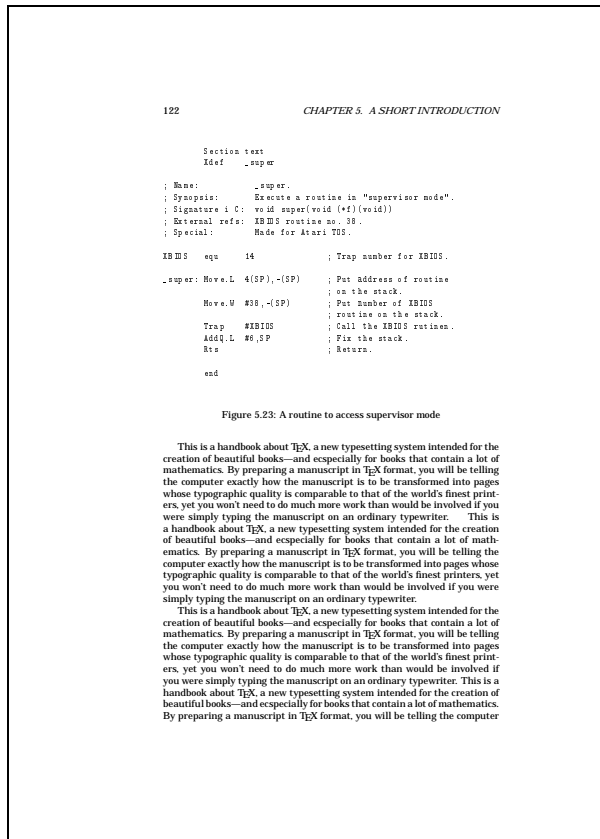 122 CHAPTER 5. A SHORT INTRODUCTION
Section text
Xdef _super
; Name: _super.
; Synopsis: Execute a routine in "supervisor mode".
; Signature i C: void super(void (*f)(void))
; External refs: XBIOS routine no. 38.
; Special: Made for Atari TOS.
XBIOS equ 14 ; Trap number for XBIOS.
_super: Move.L 4(SP),-(SP) ; Put address of routine
; on the stack.
Move.W #38,-(SP) ; Put number of XBIOS
; routine on the stack.
Trap #XBIOS ; Call the XBIOS rutinen.
AddQ.L #6,SP ; Fix the stack.
Rts ; Return.
end
Figure 5.23: A routine to access supervisor mode
This is a handbook about TEX, a new typesetting system intended for the
creation of beautiful books—and ecspecially for books that contain a lot of
mathematics. By preparing a manuscript in TEX format, you will be telling
the computer exactly how the manuscript is to be transformed into pages
whose typographic quality is comparable to that of the world's finest print-
ers, yet you won't need to do much more work than would be involved if you
were simply typing the manuscript on an ordinary typewriter. This is
a handbook about TEX, a new typesetting system intended for the creation
of beautiful books—and ecspecially for books that contain a lot of math-
ematics. By preparing a manuscript in TEX format, you will be telling the
computer exactly how the manuscript is to be transformed into pages whose
typographic quality is comparable to that of the world's finest printers, yet
you won't need to do much more work than would be involved if you were
simply typing the manuscript on an ordinary typewriter.
This is a handbook about TEX, a new typesetting system intended for the
creation of beautiful books—and ecspecially for books that contain a lot of
mathematics. By preparing a manuscript in TEX format, you will be telling
the computer exactly how the manuscript is to be transformed into pages
whose typographic quality is comparable to that of the world's finest print-
ers, yet you won't need to do much more work than would be involved if
you were simply typing the manuscript on an ordinary typewriter. This is a
handbook about TEX, a new typesetting system intended for the creation of
beautiful books—and ecspecially for books that contain a lot of mathematics.
By preparing a manuscript in TEX format, you will be telling the computer